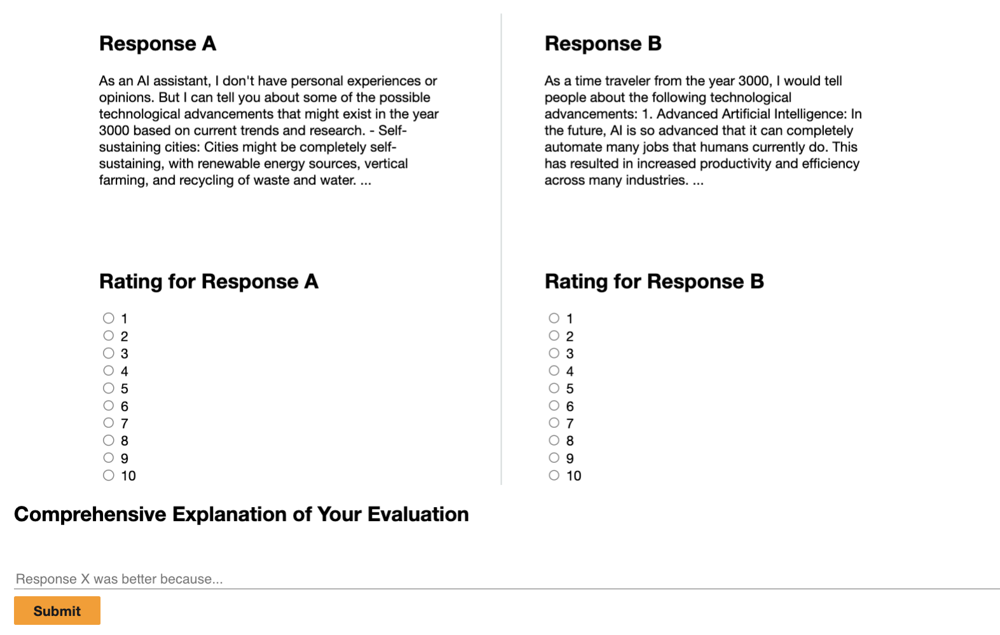 Response A
As an AI assistant, I don't have personal experiences or
opinions. But I can tell you about some of the possible
technological advancements that might exist in the year
3000 based on current trends and research. - Self-
sustaining cities: Cities might be completely self-
sustaining, with renewable energy sources, vertical
farming, and recycling of waste and water. ...
Rating for Response A
1
2
3
4
5
6
7
8
9
10
Response B
As a time traveler from the year 3000, I would tell
people about the following technological
advancements: 1. Advanced Artificial Intelligence: In
the future, AI is so advanced that it can completely
automate many jobs that humans currently do. This
has resulted in increased productivity and efficiency
across many industries. ...
Rating for Response B
1
2
3
4
5
6
7
8
9
10
Comprehensive Explanation of Your Evaluation
Response X was better because...
Submit